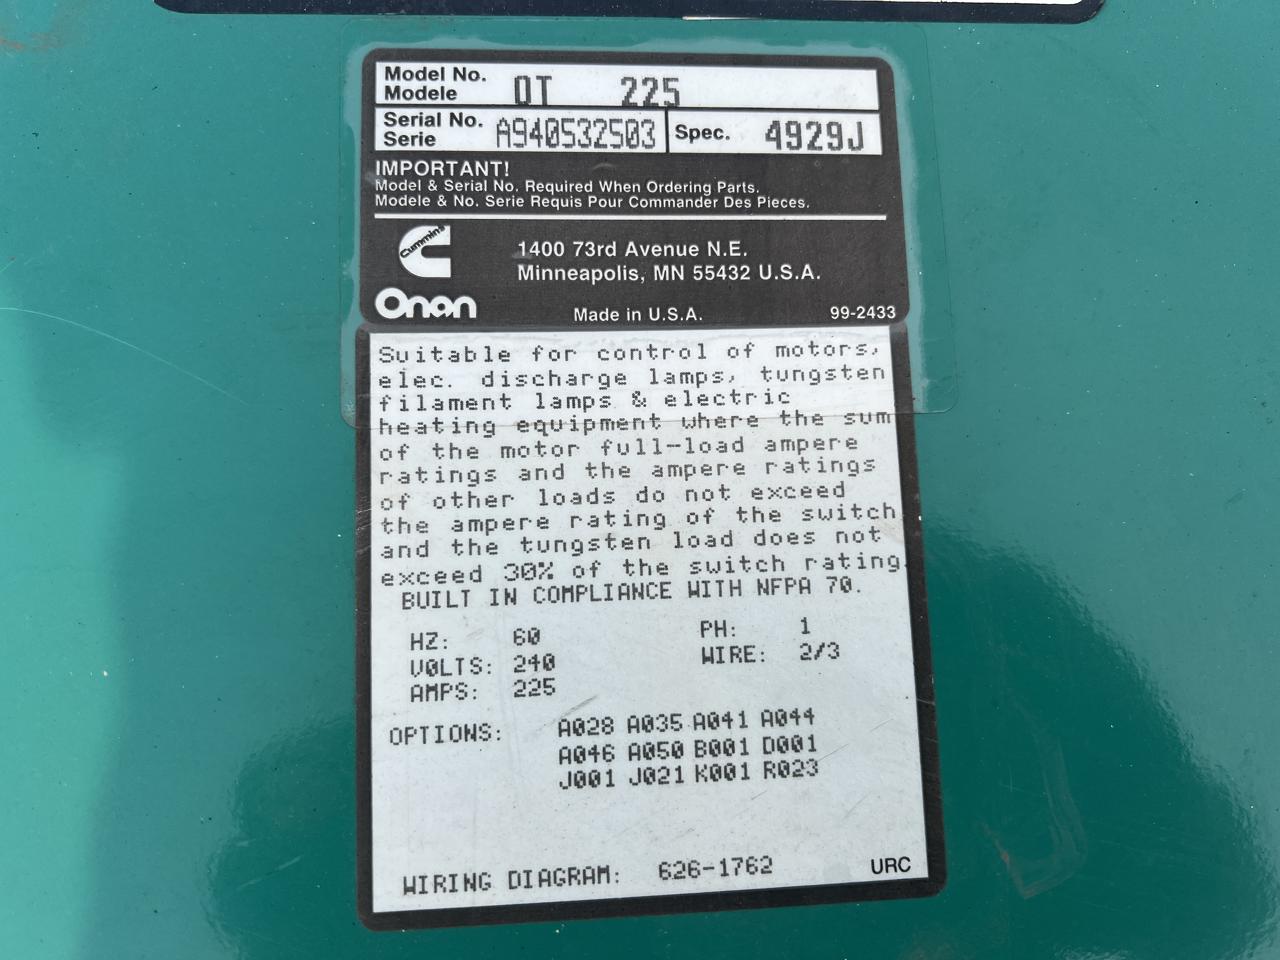 Model No.
Modele OT 225
Serial No.
Serie A940532503 Spec. 4929J
IMPORTANT!
Model & Serial No. Required When Ordering Parts.
Modele & No. Serie Requis Pour Commander Des Pieces.
Cummins
1400 73rd Avenue N.E.
Minneapolis, MN 55432 U.S.A.
Onan Made in U.S.A. 99-2433
Suitable for control of motors,
elec. discharge lamps, tungsten
filament lamps & electric
heating equipment where the sum
of the motor full-load ampere
ratings and the ampere ratings
of other loads do not exceed
the ampere rating of the switch
and the tungsten load does not
exceed 30% of the switch rating.
BUILT IN COMPLIANCE WITH NFPA 70.
HZ: 60 PH: 1
VOLTS: 240 WIRE: 2/3
AMPS: 225
OPTIONS: A028 A035 A041 A044
A046 A050 B001 D001
J001 J021 K001 R023
WIRING DIAGRAM: 626-1762 URC